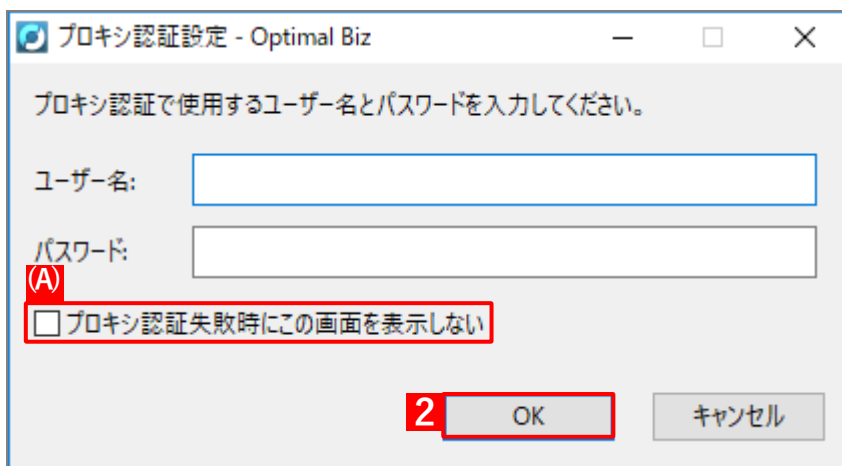 プロキシ認証設定 - Optimal Biz
プロキシ認証で使用するユーザー名とパスワードを入力してください。
ユーザー名:
パスワード:
(A)
プロキシ認証失敗時にこの画面を表示しない
2 OK キャンセル